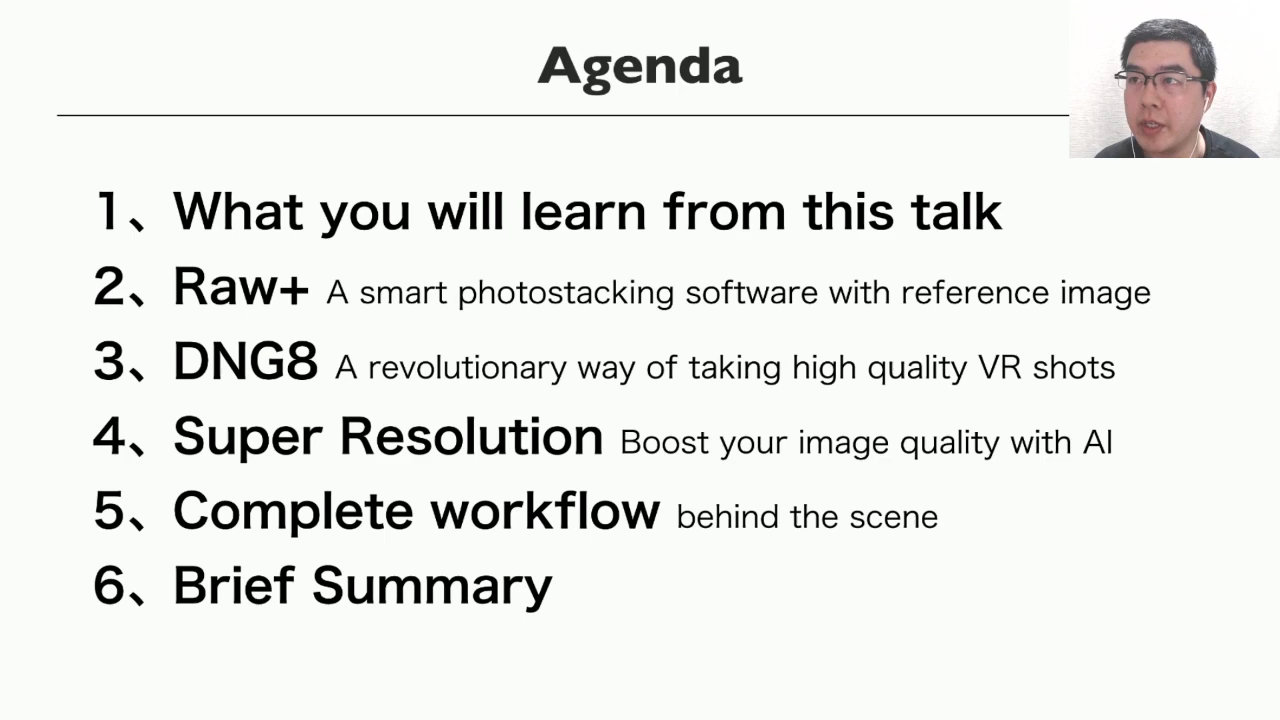 Agenda
1、What you will learn from this talk
2、Raw+ A smart photostacking software with reference image
3、DNG8 A revolutionary way of taking high quality VR shots
4、Super Resolution Boost your image quality with AI
5、Complete workflow behind the scene
6、Brief Summary